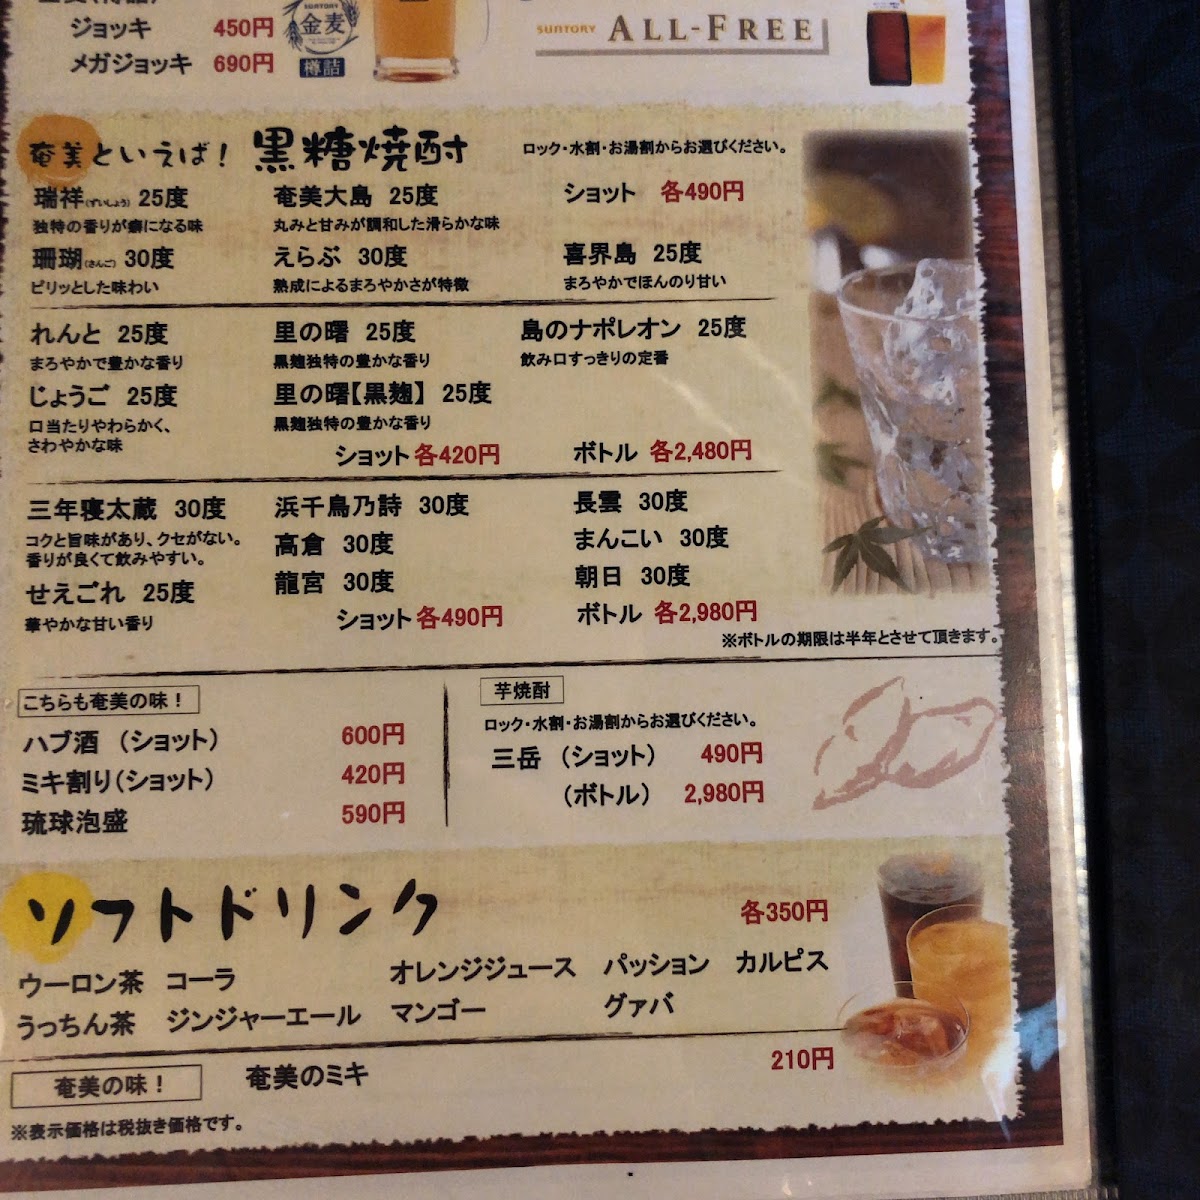 ジョッキ 450円
メガジョッキ 690円
SUNTORY
金麦
樽詰
SUNTORY ALL-FREE
奄美といえば！ 黒糖焼酎 ロック・水割・お湯割からお選びください。
瑞祥(ずいしょう) 25度 奄美大島 25度 ショット 各490円
独特の香りが癖になる味 丸みと甘みが調和した滑らかな味
珊瑚(さんご) 30度 えらぶ 30度 喜界島 25度
ピリッとした味わい 熟成によるまろやかさが特徴 まろやかでほんのり甘い
れんと 25度 里の曙 25度 島のナポレオン 25度
まろやかで豊かな香り 黒麹独特の豊かな香り 飲み口すっきりの定番
じょうご 25度 里の曙【黒麹】 25度
口当たりやわらかく、 黒麹独特の豊かな香り
さわやかな味
ショット 各420円 ボトル 各2,480円
三年寝太蔵 30度 浜千鳥乃詩 30度 長雲 30度
コクと旨味があり、クセがない。
香りが良くて飲みやすい。
高倉 30度 まんこい 30度
せえごれ 25度 龍宮 30度 朝日 30度
華やかな甘い香り
ショット 各490円 ボトル 各2,980円
※ボトルの期限は半年とさせて頂きます。
こちらも奄美の味！
ハブ酒 （ショット） 600円
ミキ割り（ショット） 420円
琉球泡盛 590円
芋焼酎
ロック・水割・お湯割からお選びください。
三岳 （ショット） 490円
（ボトル） 2,980円
ソフトドリンク 各350円
ウーロン茶 コーラ オレンジジュース パッション カルピス
うっちん茶 ジンジャーエール マンゴー グァバ
奄美の味！ 奄美のミキ 210円
※表示価格は税抜き価格です。